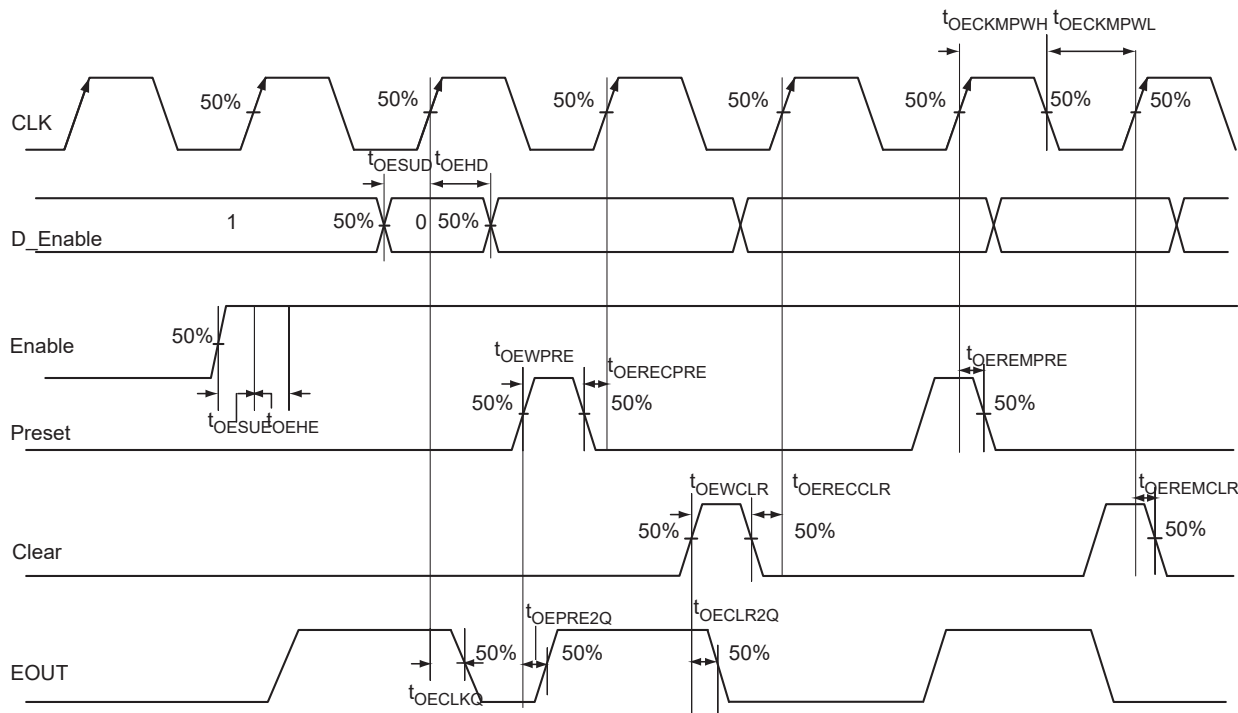 tOECKMPWH tOECKMPWL
CLK 50% 50% 50% 50% 50% 50% 50%
tOESUD tOEHD
D_Enable 1 50% 0 50%
Enable 50%
tOESUE tOEHE
tOEWPRE tOERECPRE tOEREMPRE
Preset 50% 50% 50%
tOEWCLR tOERECCLR tOEREMCLR
Clear 50% 50% 50%
tOEPRE2Q tOECLR2Q
EOUT 50% 50% 50%
tOECLKQ